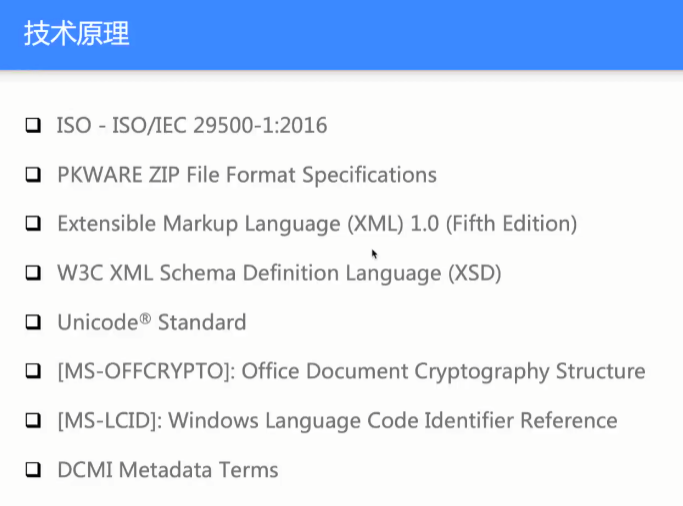 技术原理
ISO - ISO/IEC 29500-1:2016
PKWARE ZIP File Format Specifications
Extensible Markup Language (XML) 1.0 (Fifth Edition)
W3C XML Schema Definition Language (XSD)
Unicode® Standard
[MS-OFFCRYPTO]: Office Document Cryptography Structure
[MS-LCID]: Windows Language Code Identifier Reference
DCMI Metadata Terms